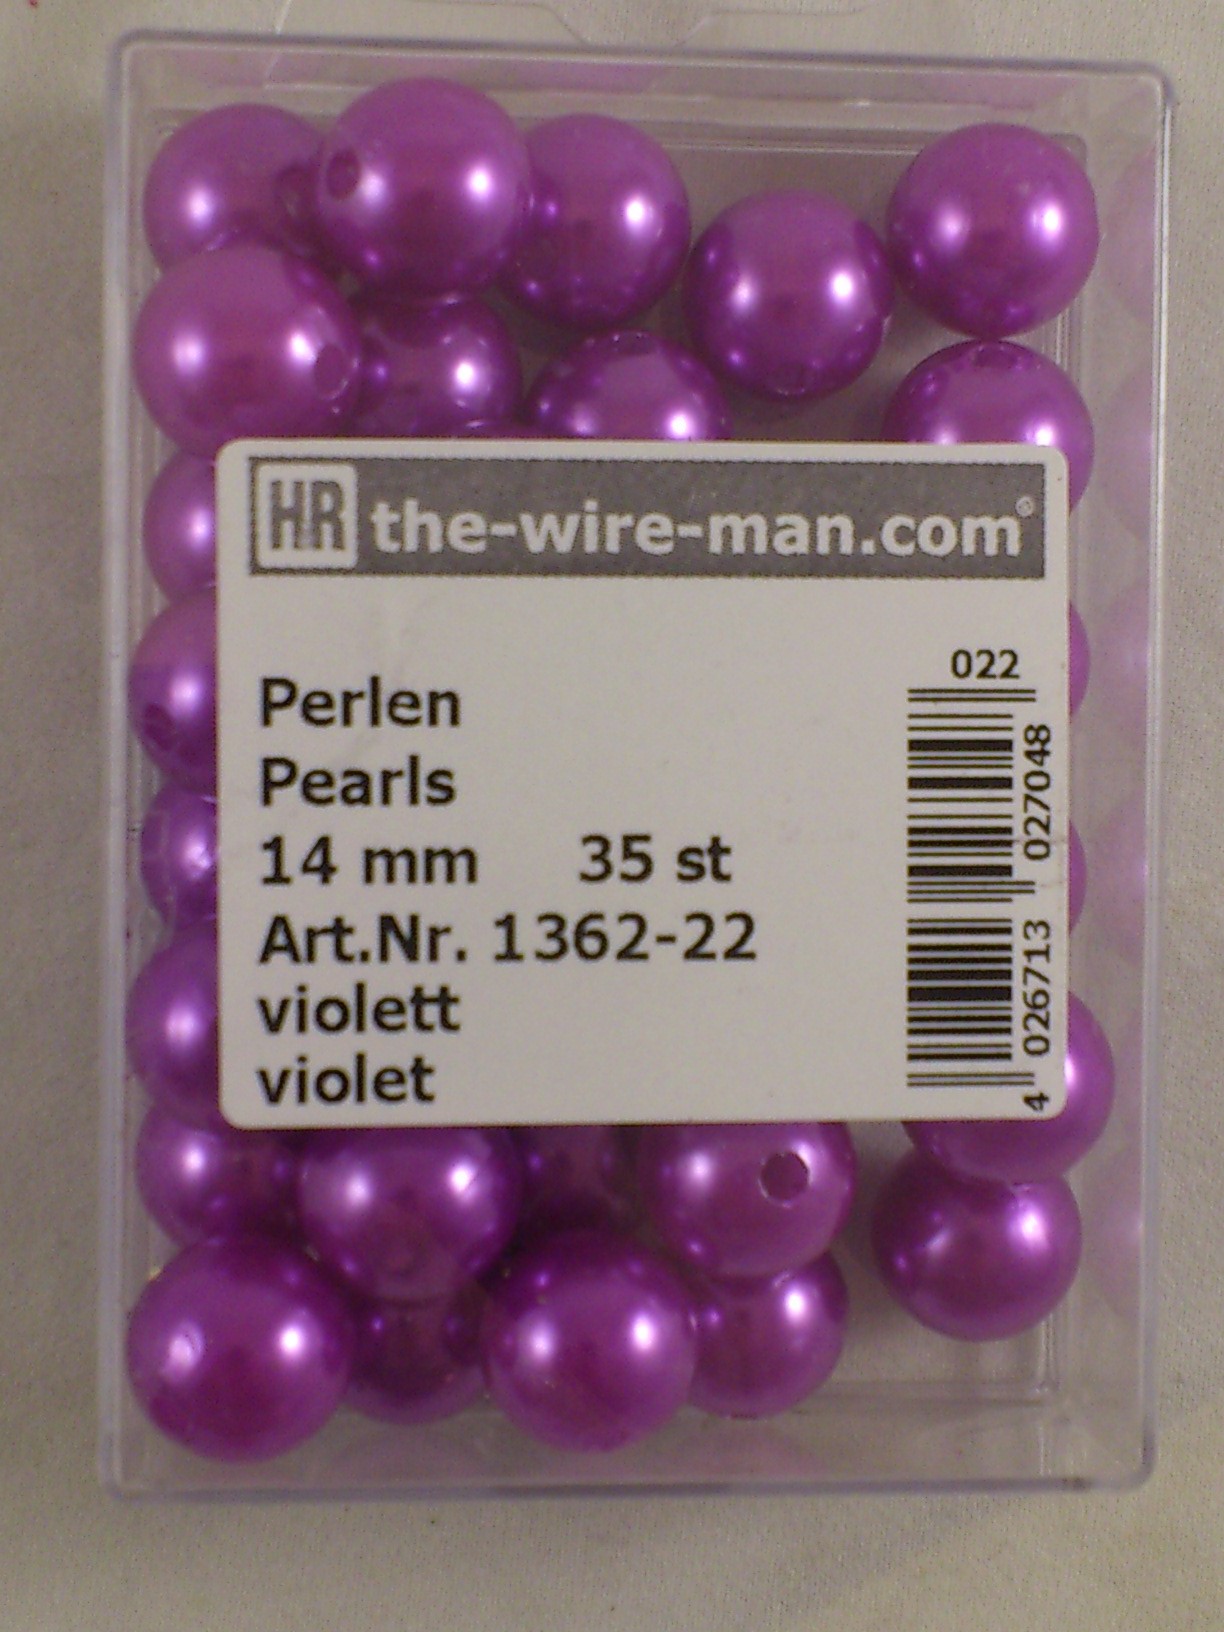 HR the-wire-man.com®
Perlen
Pearls
14 mm 35 st
Art.Nr. 1362-22
violett
violet
022
4 026713 027048